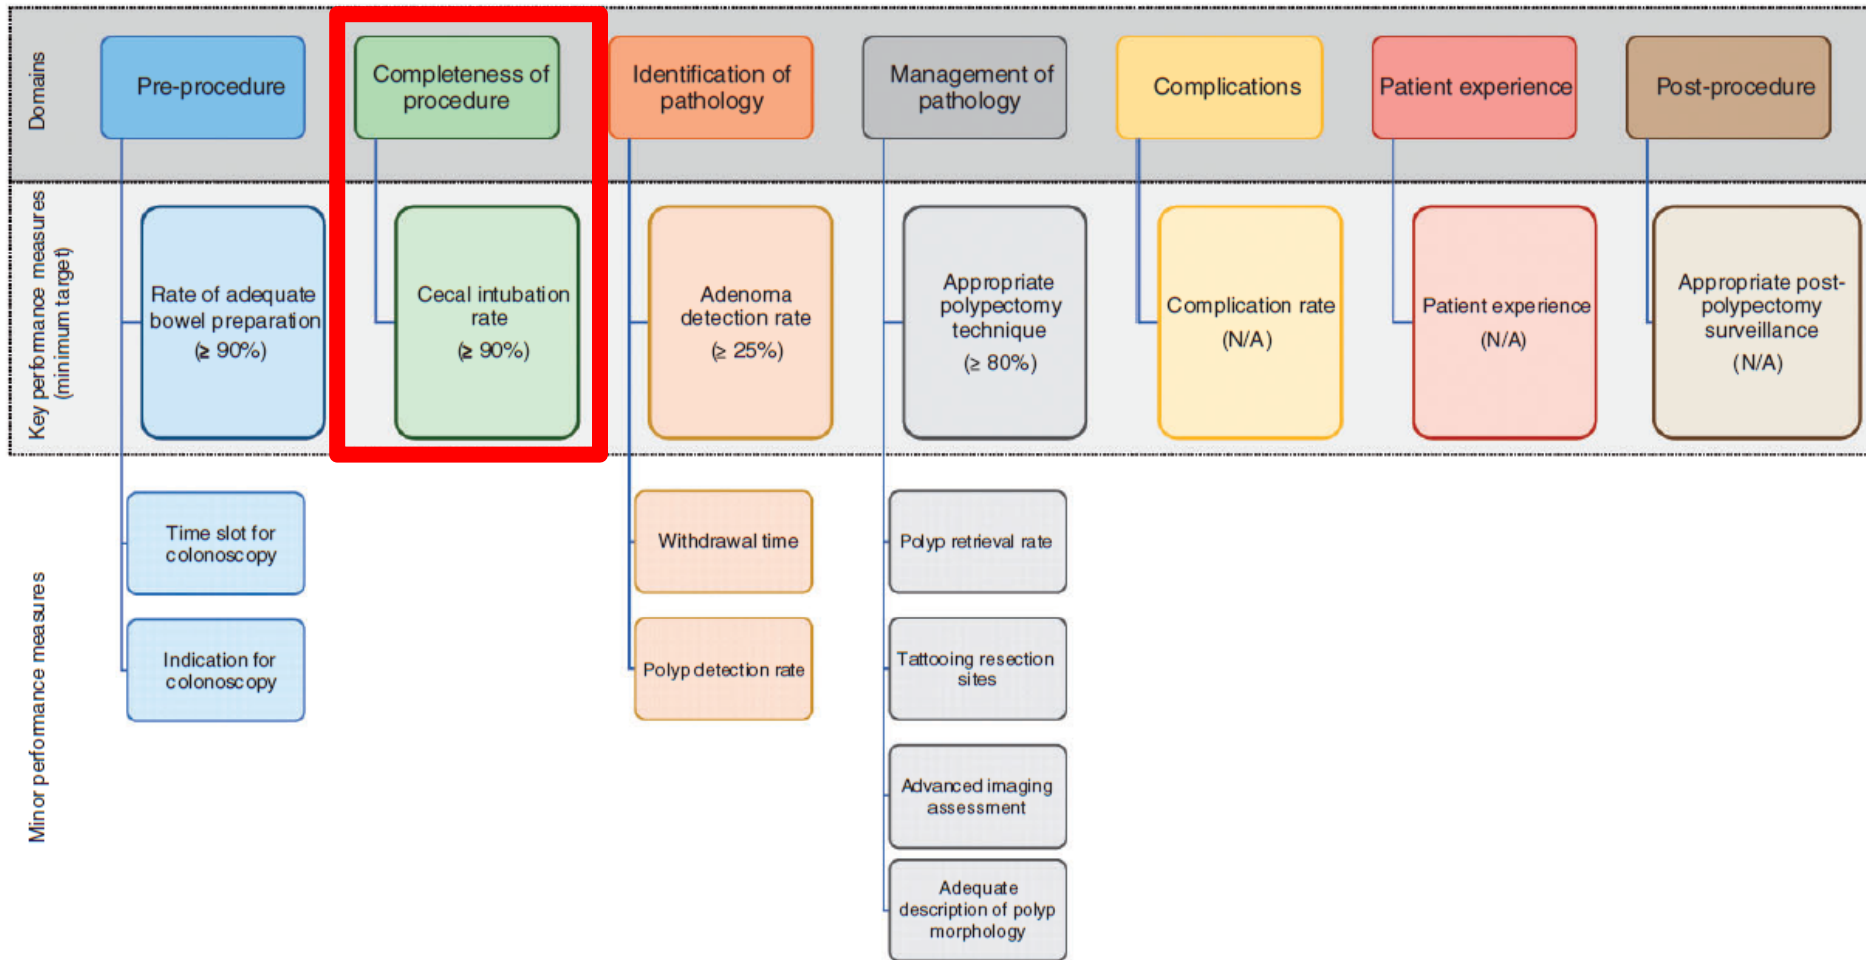 Domains
Pre-procedure
Completeness of
procedure
Identification of
pathology
Management of
pathology
Complications
Patient experience
Post-procedure
Key performance measures
(minimum target)
Rate of adequate
bowel preparation
(≥ 90%)
Cecal intubation
rate
(≥ 90%)
Adenoma
detection rate
(≥ 25%)
Appropriate
polypectomy
technique
(≥ 80%)
Complication rate
(N/A)
Patient experience
(N/A)
Appropriate post-
polypectomy
surveillance
(N/A)
Minor performance measures
Time slot for
colonoscopy
Indication for
colonoscopy
Withdrawal time
Polyp detection rate
Polyp retrieval rate
Tattooing resection
sites
Advanced imaging
assessment
Adequate
description of polyp
morphology